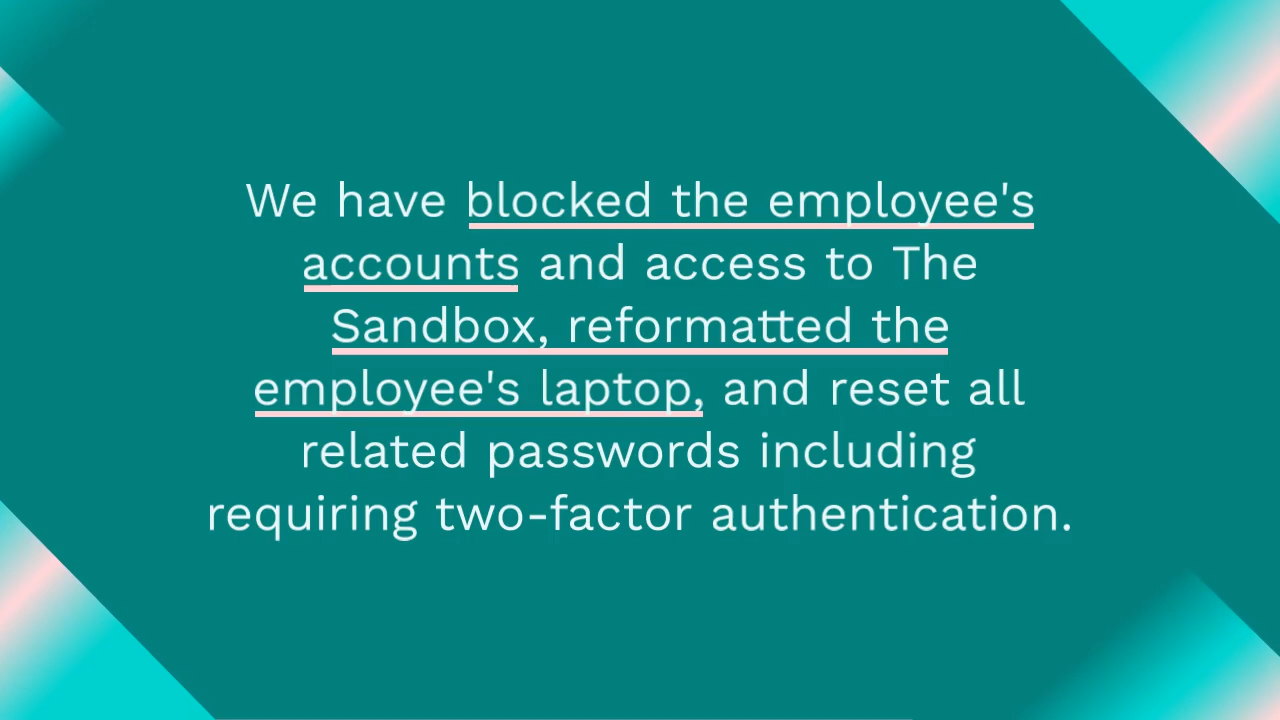 We have blocked the employee's
accounts and access to The
Sandbox, reformatted the
employee's laptop, and reset all
related passwords including
requiring two-factor authentication.